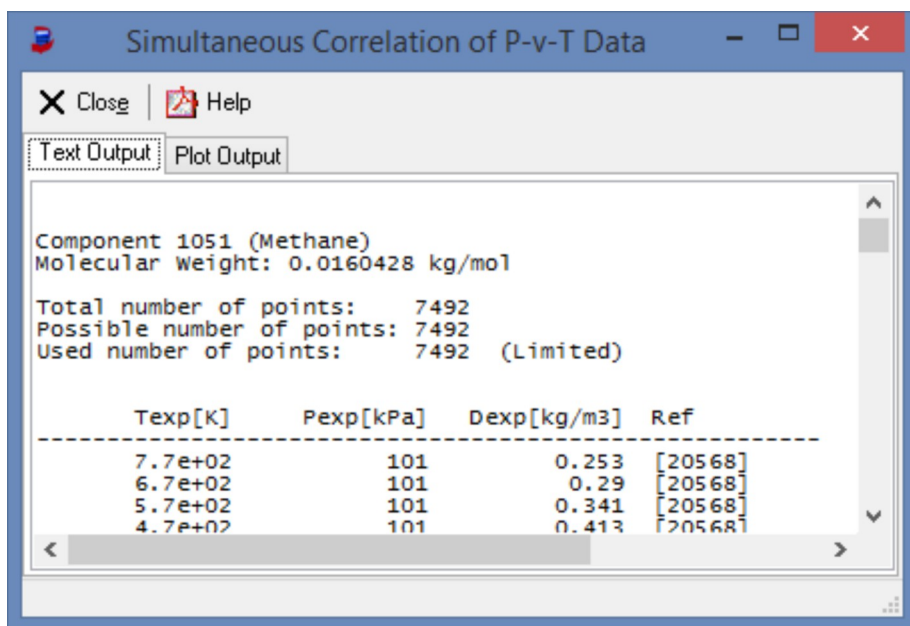 Simultaneous Correlation of P-v-T Data
Close Help
Text Output Plot Output
Component 1051 (Methane)
Molecular Weight: 0.0160428 kg/mol
Total number of points: 7492
Possible number of points: 7492
Used number of points: 7492 (Limited)
Texp[K] Pexp[kPa] Dexp[kg/m3] Ref
--------------------------------------------------------
7.7e+02 101 0.253 [20568]
6.7e+02 101 0.29 [20568]
5.7e+02 101 0.341 [20568]
4.7e+02 101 0.413 [20568]